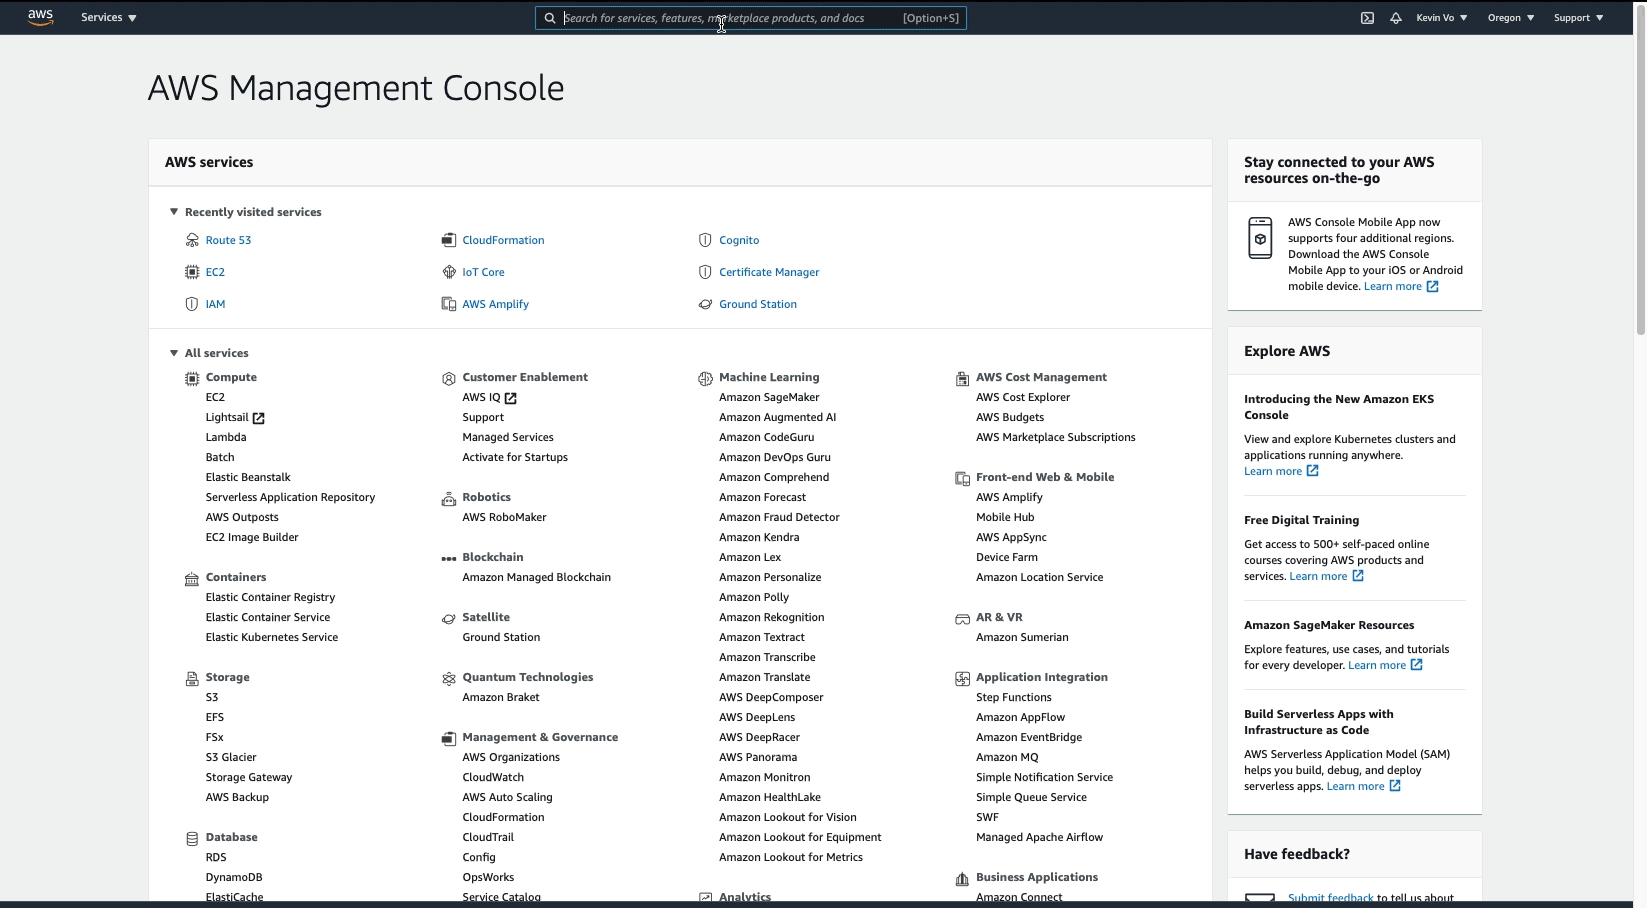 aws
Services
Search for services, features, marketplace products, and docs
[Option+S]
Kevin Vo
Oregon
Support
AWS Management Console
AWS services
Recently visited services
Route 53
CloudFormation
Cognito
EC2
IoT Core
Certificate Manager
IAM
AWS Amplify
Ground Station
All services
Compute
EC2
Lightsail
Lambda
Batch
Elastic Beanstalk
Serverless Application Repository
AWS Outposts
EC2 Image Builder
Containers
Elastic Container Registry
Elastic Container Service
Elastic Kubernetes Service
Storage
S3
EFS
FSx
S3 Glacier
Storage Gateway
AWS Backup
Database
RDS
DynamoDB
ElastiCache
Customer Enablement
AWS IQ
Support
Managed Services
Activate for Startups
Robotics
AWS RoboMaker
Blockchain
Amazon Managed Blockchain
Satellite
Ground Station
Quantum Technologies
Amazon Braket
Management & Governance
AWS Organizations
CloudWatch
AWS Auto Scaling
CloudFormation
CloudTrail
Config
OpsWorks
Service Catalog
Machine Learning
Amazon SageMaker
Amazon Augmented AI
Amazon CodeGuru
Amazon DevOps Guru
Amazon Comprehend
Amazon Forecast
Amazon Fraud Detector
Amazon Kendra
Amazon Lex
Amazon Personalize
Amazon Polly
Amazon Rekognition
Amazon Textract
Amazon Transcribe
Amazon Translate
AWS DeepComposer
AWS DeepLens
AWS DeepRacer
AWS Panorama
Amazon Monitron
Amazon HealthLake
Amazon Lookout for Vision
Amazon Lookout for Equipment
Amazon Lookout for Metrics
Analytics
AWS Cost Management
AWS Cost Explorer
AWS Budgets
AWS Marketplace Subscriptions
Front-end Web & Mobile
AWS Amplify
Mobile Hub
AWS AppSync
Device Farm
Amazon Location Service
AR & VR
Amazon Sumerian
Application Integration
Step Functions
Amazon AppFlow
Amazon EventBridge
Amazon MQ
Simple Notification Service
Simple Queue Service
SWF
Managed Apache Airflow
Business Applications
Amazon Connect
Stay connected to your AWS
resources on-the-go
AWS Console Mobile App now
supports four additional regions.
Download the AWS Console
Mobile App to your iOS or Android
mobile device. Learn more
Explore AWS
Introducing the New Amazon EKS
Console
View and explore Kubernetes clusters and
applications running anywhere.
Learn more
Free Digital Training
Get access to 500+ self-paced online
courses covering AWS products and
services. Learn more
Amazon SageMaker Resources
Explore features, use cases, and tutorials
for every developer. Learn more
Build Serverless Apps with
Infrastructure as Code
AWS Serverless Application Model (SAM)
helps you build, debug, and deploy
serverless apps. Learn more
Have feedback?
Submit feedback to tell us about